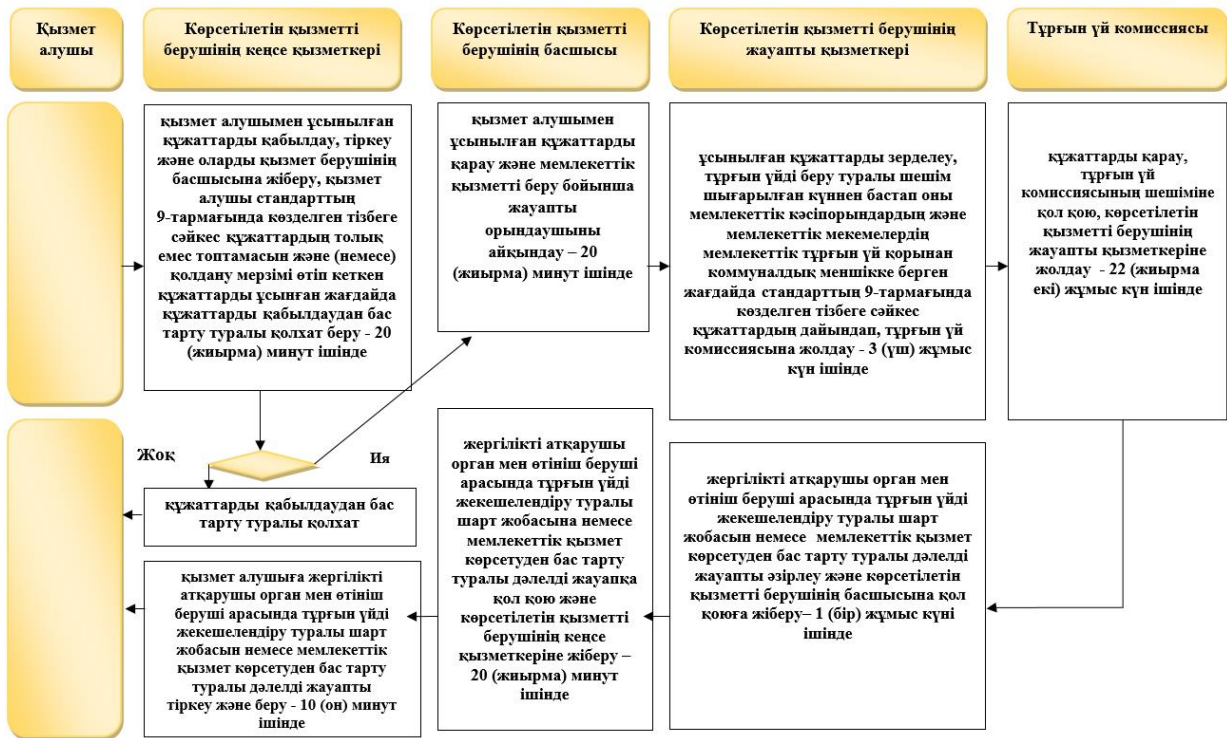 Қызмет
алушы
Көрсетілетін қызметті
берушінің кеңсе қызметкері
Көрсетілетін қызметті
берушінің басшысы
Көрсетілетін қызметті берушінің
жауапты қызметкері
Тұрғын үй комиссиясы
қызмет алушымен ұсынылған
құжаттарды қабылдау, тіркеу
және оларды қызмет берушінің
басшысына жіберу, қызмет
алушы стандарттың
9-тармағында көзделген тізбеге
сәйкес құжаттардың толық
емес топтамасын және (немесе)
қолдану мерзімі өтіп кеткен
құжаттарды ұсынған жағдайда
құжаттарды қабылдаудан бас
тарту туралы қолхат беру - 20
(жиырма) минут ішінде
қызмет алушымен
ұсынылған
құжаттарды
қарау және мемлекеттік
қызметті беру бойынша
жауапты
орындаушыны
айқындау – 20
(жиырма) минут ішінде
ұсынылған құжаттарды зерделеу,
тұрғын үйді беру туралы шешім
шығарылған күннен бастап оны
мемлекеттік кәсіпорындардың және
мемлекеттік мекемелердің
мемлекеттік тұрғын үй қорынан
коммуналдық меншікке берген
жағдайда стандарттың 9-тармағында
көзделген тізбеге сәйкес
құжаттардың дайындап, тұрғын үй
комиссиясына жолдау - 3 (үш) жұмыс
күн ішінде
құжаттарды қарау,
тұрғын үй
комиссиясының шешіміне
қол қою, көрсетілетін
қызметті берушінің
жауапты қызметкеріне
жолдау - 22 (жиырма
екі) жұмыс күн ішінде
Жоқ
Ия
құжаттарды қабылдаудан бас
тарту туралы қолхат
қызмет алушыға жергілікті
атқарушы орган мен өтініш
беруші арасында тұрғын үйді
жекешелендіру туралы шарт
жобасын немесе мемлекеттік
қызмет көрсетуден бас тарту
туралы дәлелді жауапты
тіркеу және беру - 10 (он) минут
ішінде
жергілікті атқарушы
орган мен өтініш беруші
арасында тұрғын үйді
жекешелендіру туралы
шарт жобасына немесе
мемлекеттік қызмет
көрсетуден бас тарту
туралы дәлелді жауапқа
қол қою және
көрсетілетін қызметті
берушінің кеңсе
қызметкеріне жіберу –
20 (жиырма) минут
ішінде
жергілікті атқарушы орган мен
өтініш беруші арасында тұрғын үйді
жекешелендіру туралы шарт
жобасын немесе мемлекеттік қызмет
көрсетуден бас тарту туралы дәлелді
жауапты әзірлеу және көрсетілетін
қызметті берушінің басшысына қол
қоюға жіберу– 1 (бір) жұмыс күні
ішінде